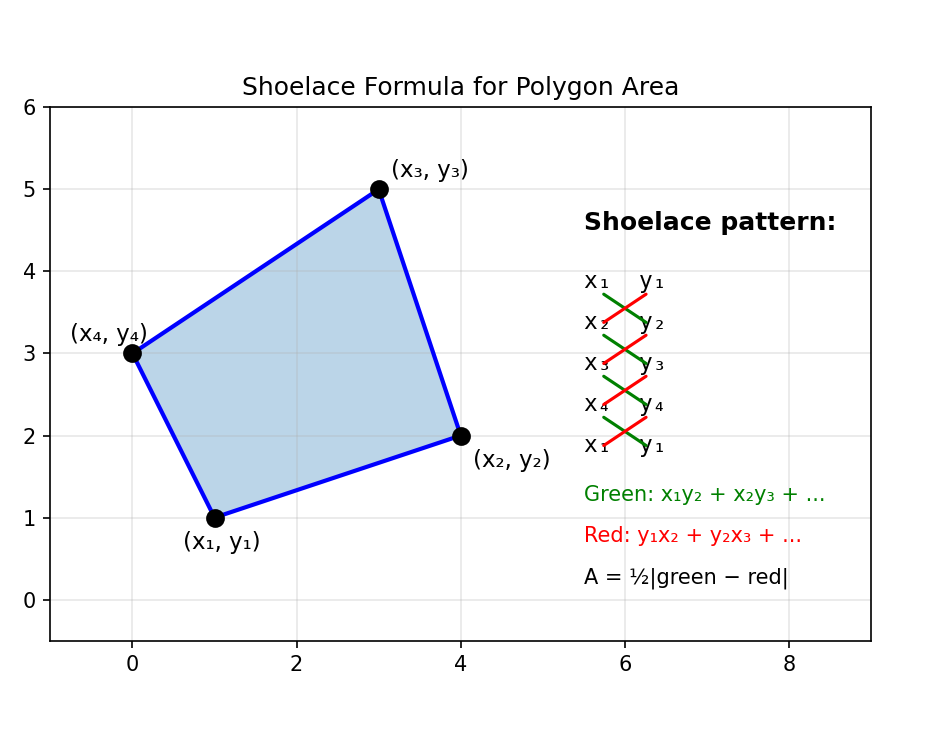 Shoelace Formula for Polygon Area
6
5
4
3
2
1
0
0 2 4 6 8
(x₃, y₃)
(x₄, y₄)
(x₂, y₂)
(x₁, y₁)
Shoelace pattern:
x₁ y₁
x₂ y₂
x₃ y₃
x₄ y₄
x₁ y₁
Green: x₁y₂ + x₂y₃ + ...
Red: y₁x₂ + y₂x₃ + ...
A = ½|green − red|